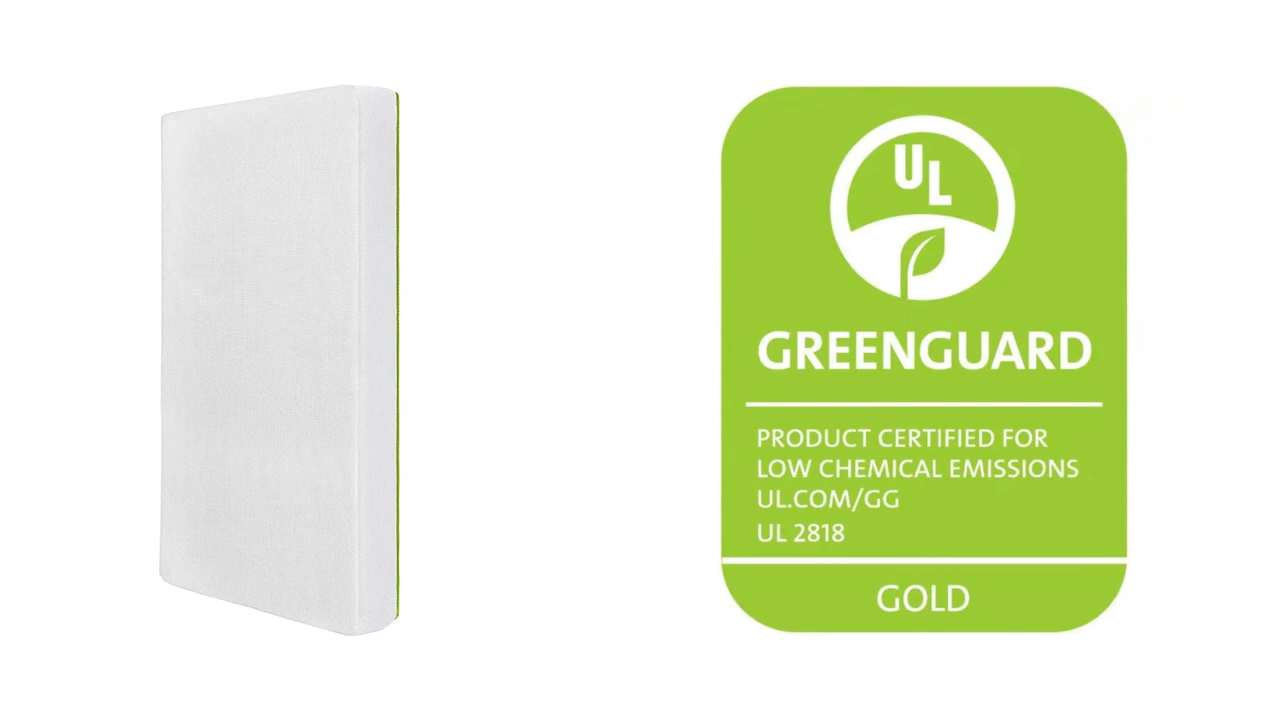 UL
GREENGUARD
PRODUCT CERTIFIED FOR
LOW CHEMICAL EMISSIONS
UL.COM/GG
UL 2818
GOLD